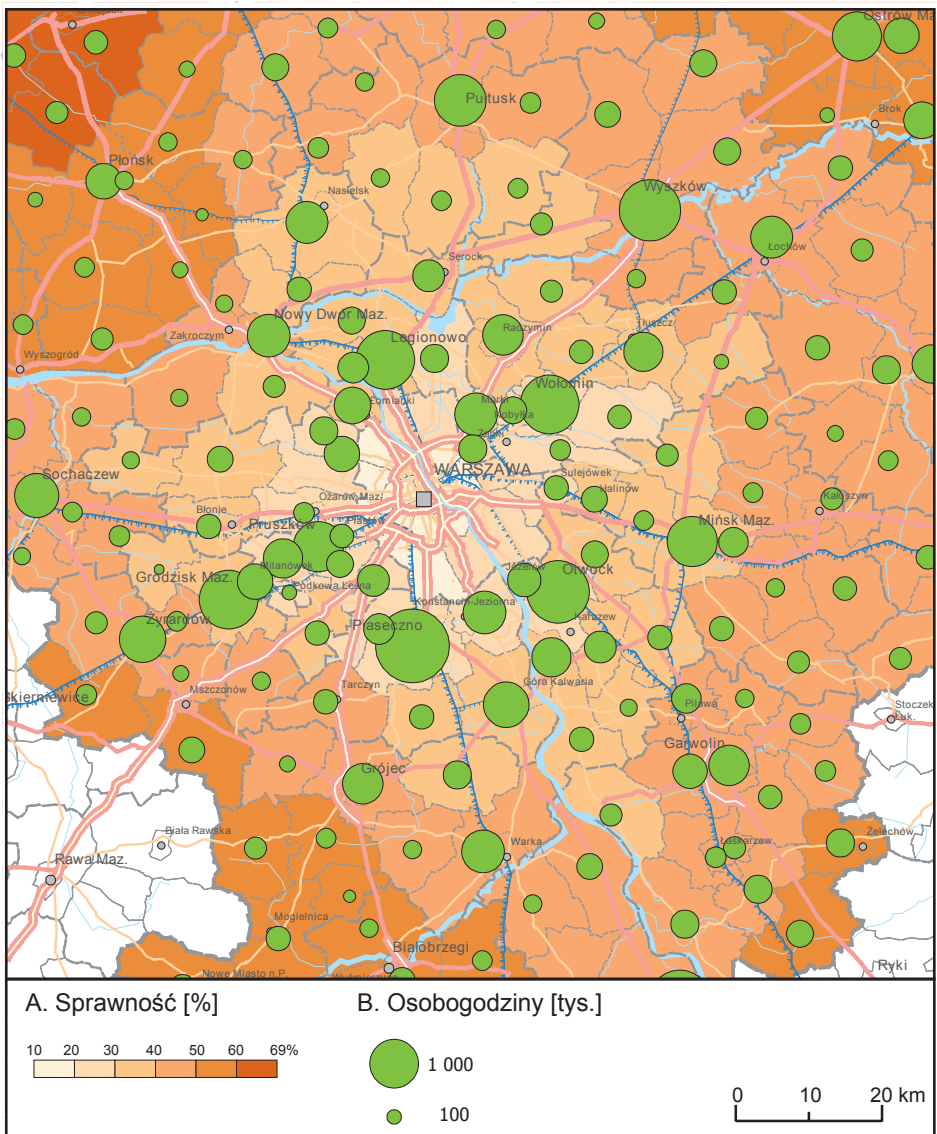 Ostrów Ma
Pułtusk
Brok
Płońsk
Wyszków
Nasielsk
Łochów
Serock
Nowy Dwór Maz.
Zakroczym
Legionowo
Radzymin
Tłuszcz
Wyszogród
Wołomin
Łomianki
Marki
Kobyłka
Ząbki
WARSZAWA
Sochaczew
Sulejówek
Halinów
Ożarów Maz.
Kałuszyn
Błonie
Pruszków
Piastów
Mińsk Maz.
Milanówek
Józefów
Otwock
Grodzisk Maz.
Podkowa Leśna
Konstancin-Jeziorna
Żyrardów
Piaseczno
Karczew
Skierniewice
Mszczonów
Tarczyn
Góra Kalwaria
Pilawa
Stoczek
Łuk.
Garwolin
Grójec
Biała Rawska
Warka
Łaskarzew
Żelechów
Rawa Maz.
Mogielnica
Białobrzegi
Nowe Miasto n.P.
Ryki
A. Sprawność [%]
B. Osobogodziny [tys.]
10 20 30 40 50 60 69%
1 000
100
0 10 20 km